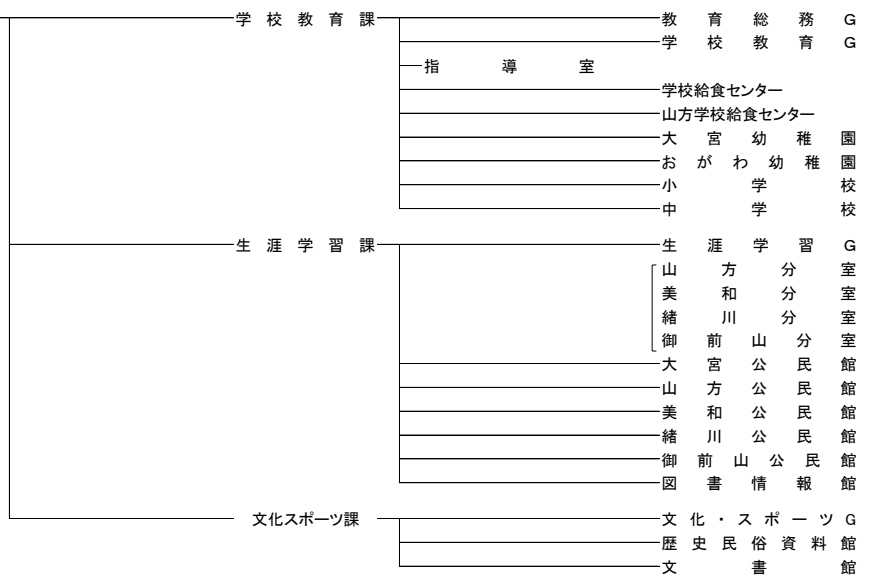 学校教育課 教育総務G
学校教育G
指導室
学校給食センター
山方学校給食センター
大宮幼稚園
おがわ幼稚園
小学校
中学校
生涯学習課 生涯学習G
山方分室
美和分室
緒川分室
御前山分室
大宮公民館
山方公民館
美和公民館
緒川公民館
御前山公民館
図書情報館
文化スポーツ課 文化・スポーツG
歴史民俗資料館
文書館